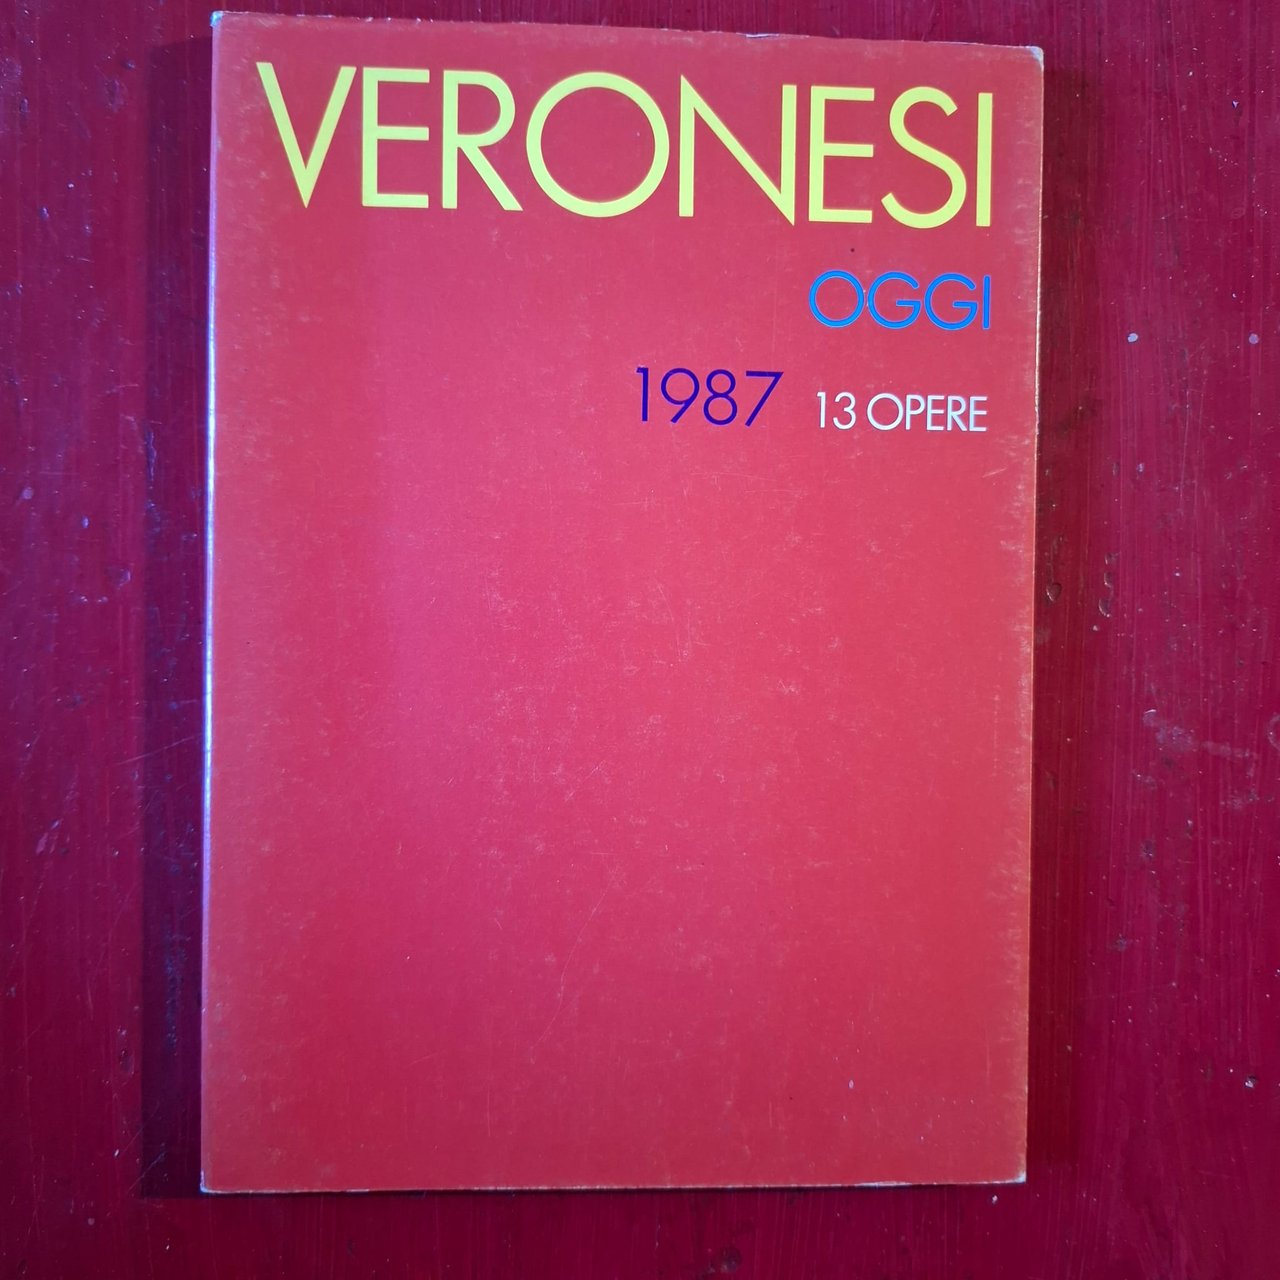 VERONESI
OGGI
1987 13 OPERE